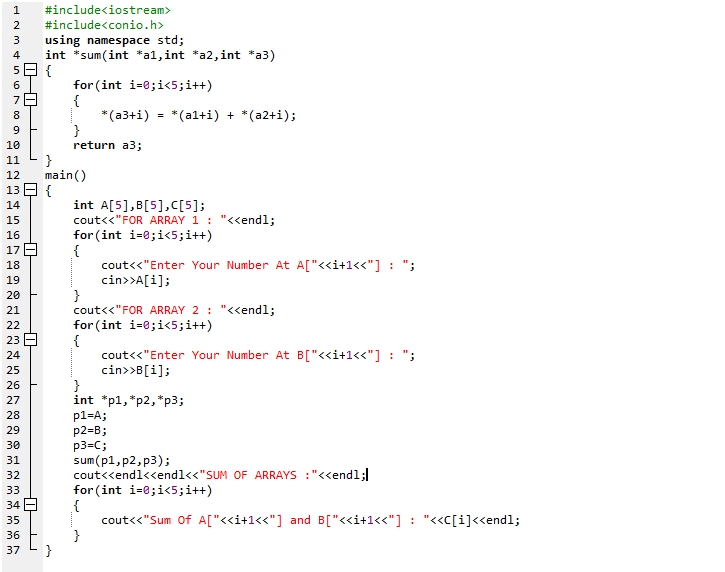 1 #include<iostream>
2 #include<conio.h>
3 using namespace std;
4 int *sum(int *a1,int *a2,int *a3)
5 {
6 for(int i=0;i<5;i++)
7 {
8 *(a3+i) = *(a1+i) + *(a2+i);
9 }
10 return a3;
11 }
12 main()
13 {
14 int A[5],B[5],C[5];
15 cout<<"FOR ARRAY 1 : "<<endl;
16 for(int i=0;i<5;i++)
17 {
18 cout<<"Enter Your Number At A["<<i+1<<"] : ";
19 cin>>A[i];
20 }
21 cout<<"FOR ARRAY 2 : "<<endl;
22 for(int i=0;i<5;i++)
23 {
24 cout<<"Enter Your Number At B["<<i+1<<"] : ";
25 cin>>B[i];
26 }
27 int *p1,*p2,*p3;
28 p1=A;
29 p2=B;
30 p3=C;
31 sum(p1,p2,p3);
32 cout<<endl<<endl<<"SUM OF ARRAYS :"<<endl;
33 for(int i=0;i<5;i++)
34 {
35 cout<<"Sum Of A["<<i+1<<"] and B["<<i+1<<"] : "<<C[i]<<endl;
36 }
37 }